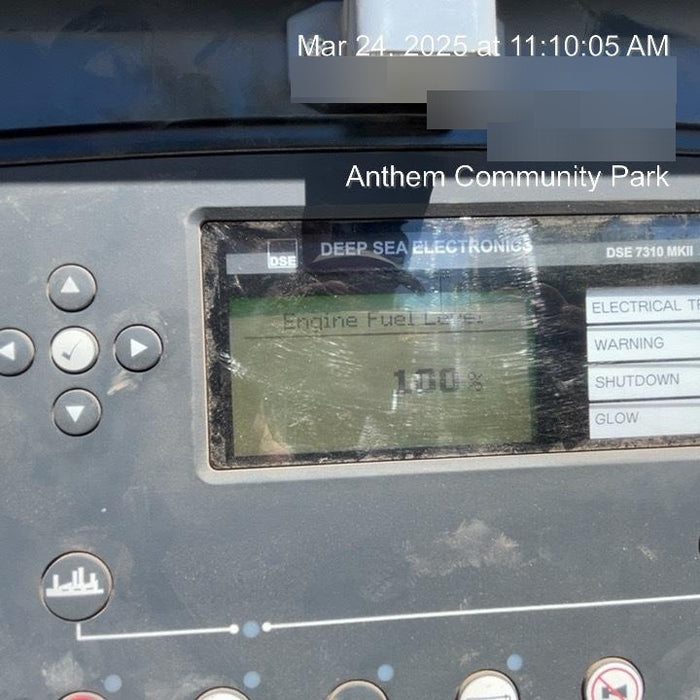 Mar 24, 2025 at 11:10:05 AM
Anthem Community Park
DSE
DEEP SEA ELECTRONICS
DSE 7310 MKII
Engine Fuel Level
100 %
ELECTRICAL T
WARNING
SHUTDOWN
GLOW